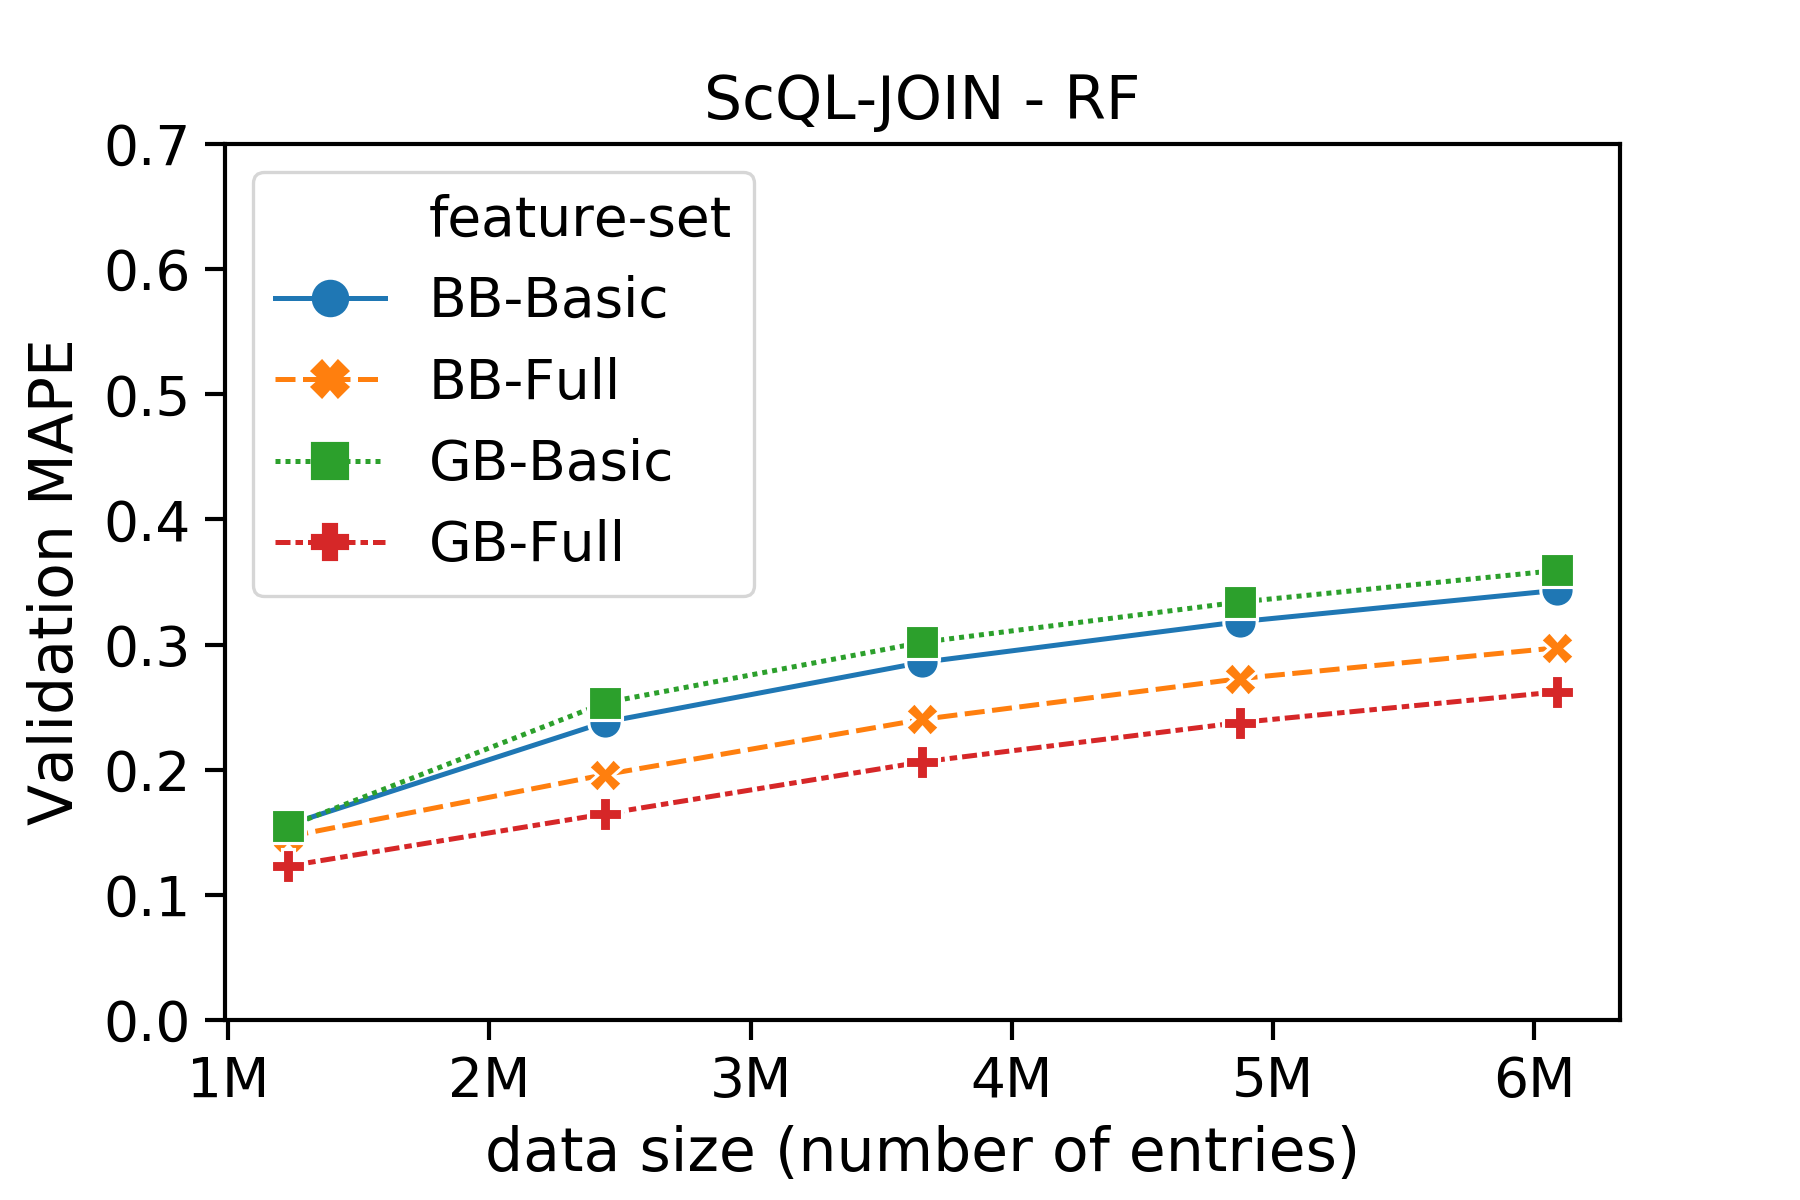 ScQL-JOIN - RF
Validation MAPE
0.7
0.6
0.5
0.4
0.3
0.2
0.1
0.0
feature-set
BB-Basic
BB-Full
GB-Basic
GB-Full
1M 2M 3M 4M 5M 6M
data size (number of entries)